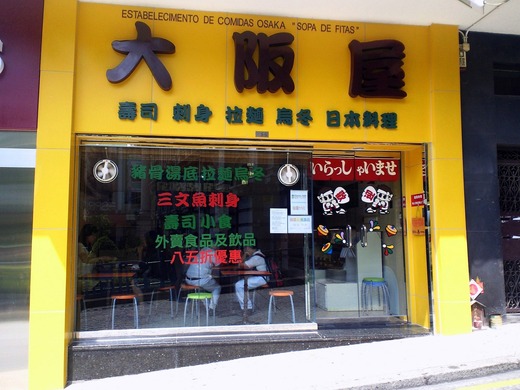 ESTABELECIMENTO DE COMIDAS OSAKA "SOPA DE FITAS"
大阪屋
壽司 刺身 拉麵 烏冬 日本料理
豬骨湯底拉麵烏冬
三文魚刺身
壽司小食
外賣食品及飲品
八五折優惠
いらっしゃいませ